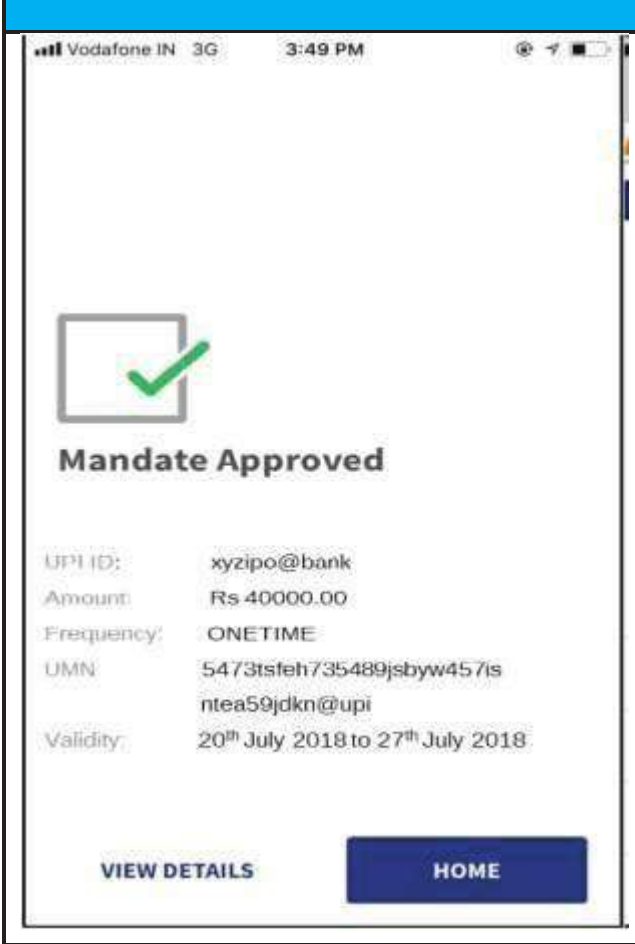 Vodafone IN 3G 3:49 PM
Mandate Approved
UPI ID: xyzipo@bank
Amount: Rs 40000.00
Frequency: ONETIME
UMN 5473tsfeh735489jsbyw457is
ntea59jdkn@upi
Validity: 20th July 2018 to 27th July 2018
VIEW DETAILS HOME